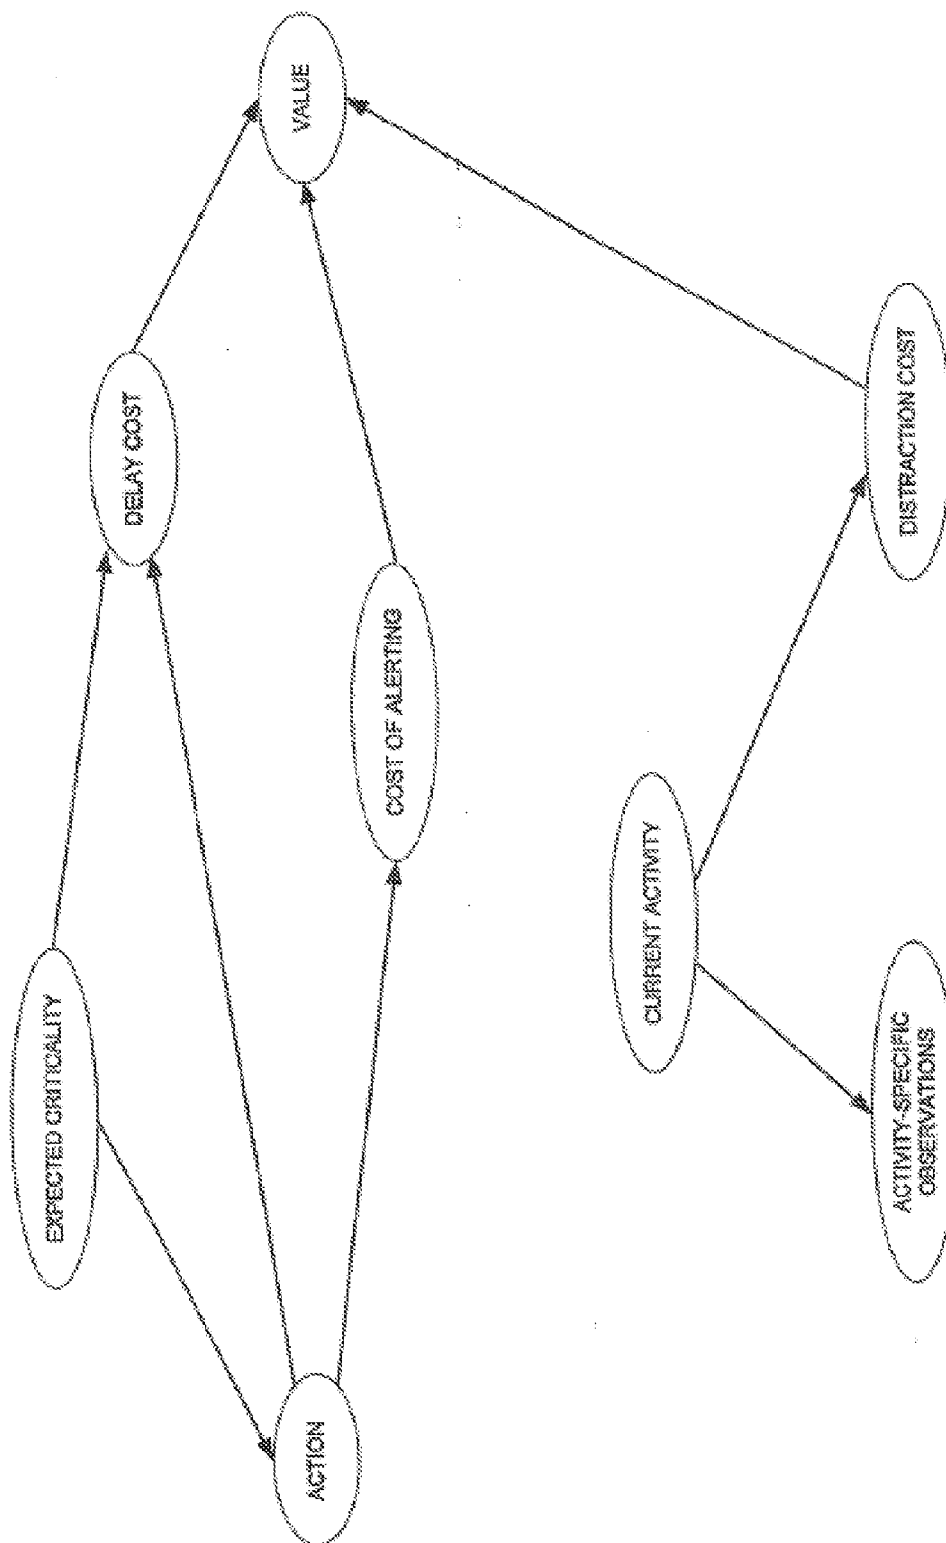 EXPECTED CRITICALITY
DELAY COST
VALUE
ACTION
COST OF ALERTING
CURRENT ACTIVITY
ACTIVITY-SPECIFIC
OBSERVATIONS
DISTRACTION COST